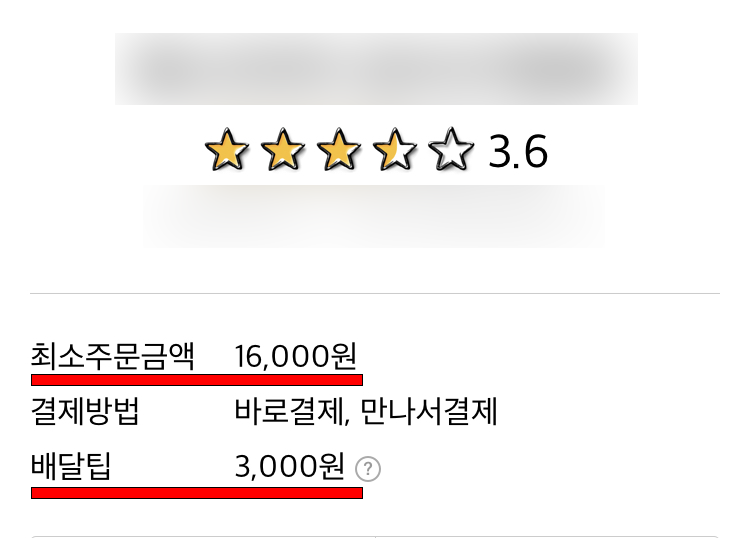 3.6
최소주문금액 16,000원
결제방법 바로결제, 만나서결제
배달팁 3,000원 ?